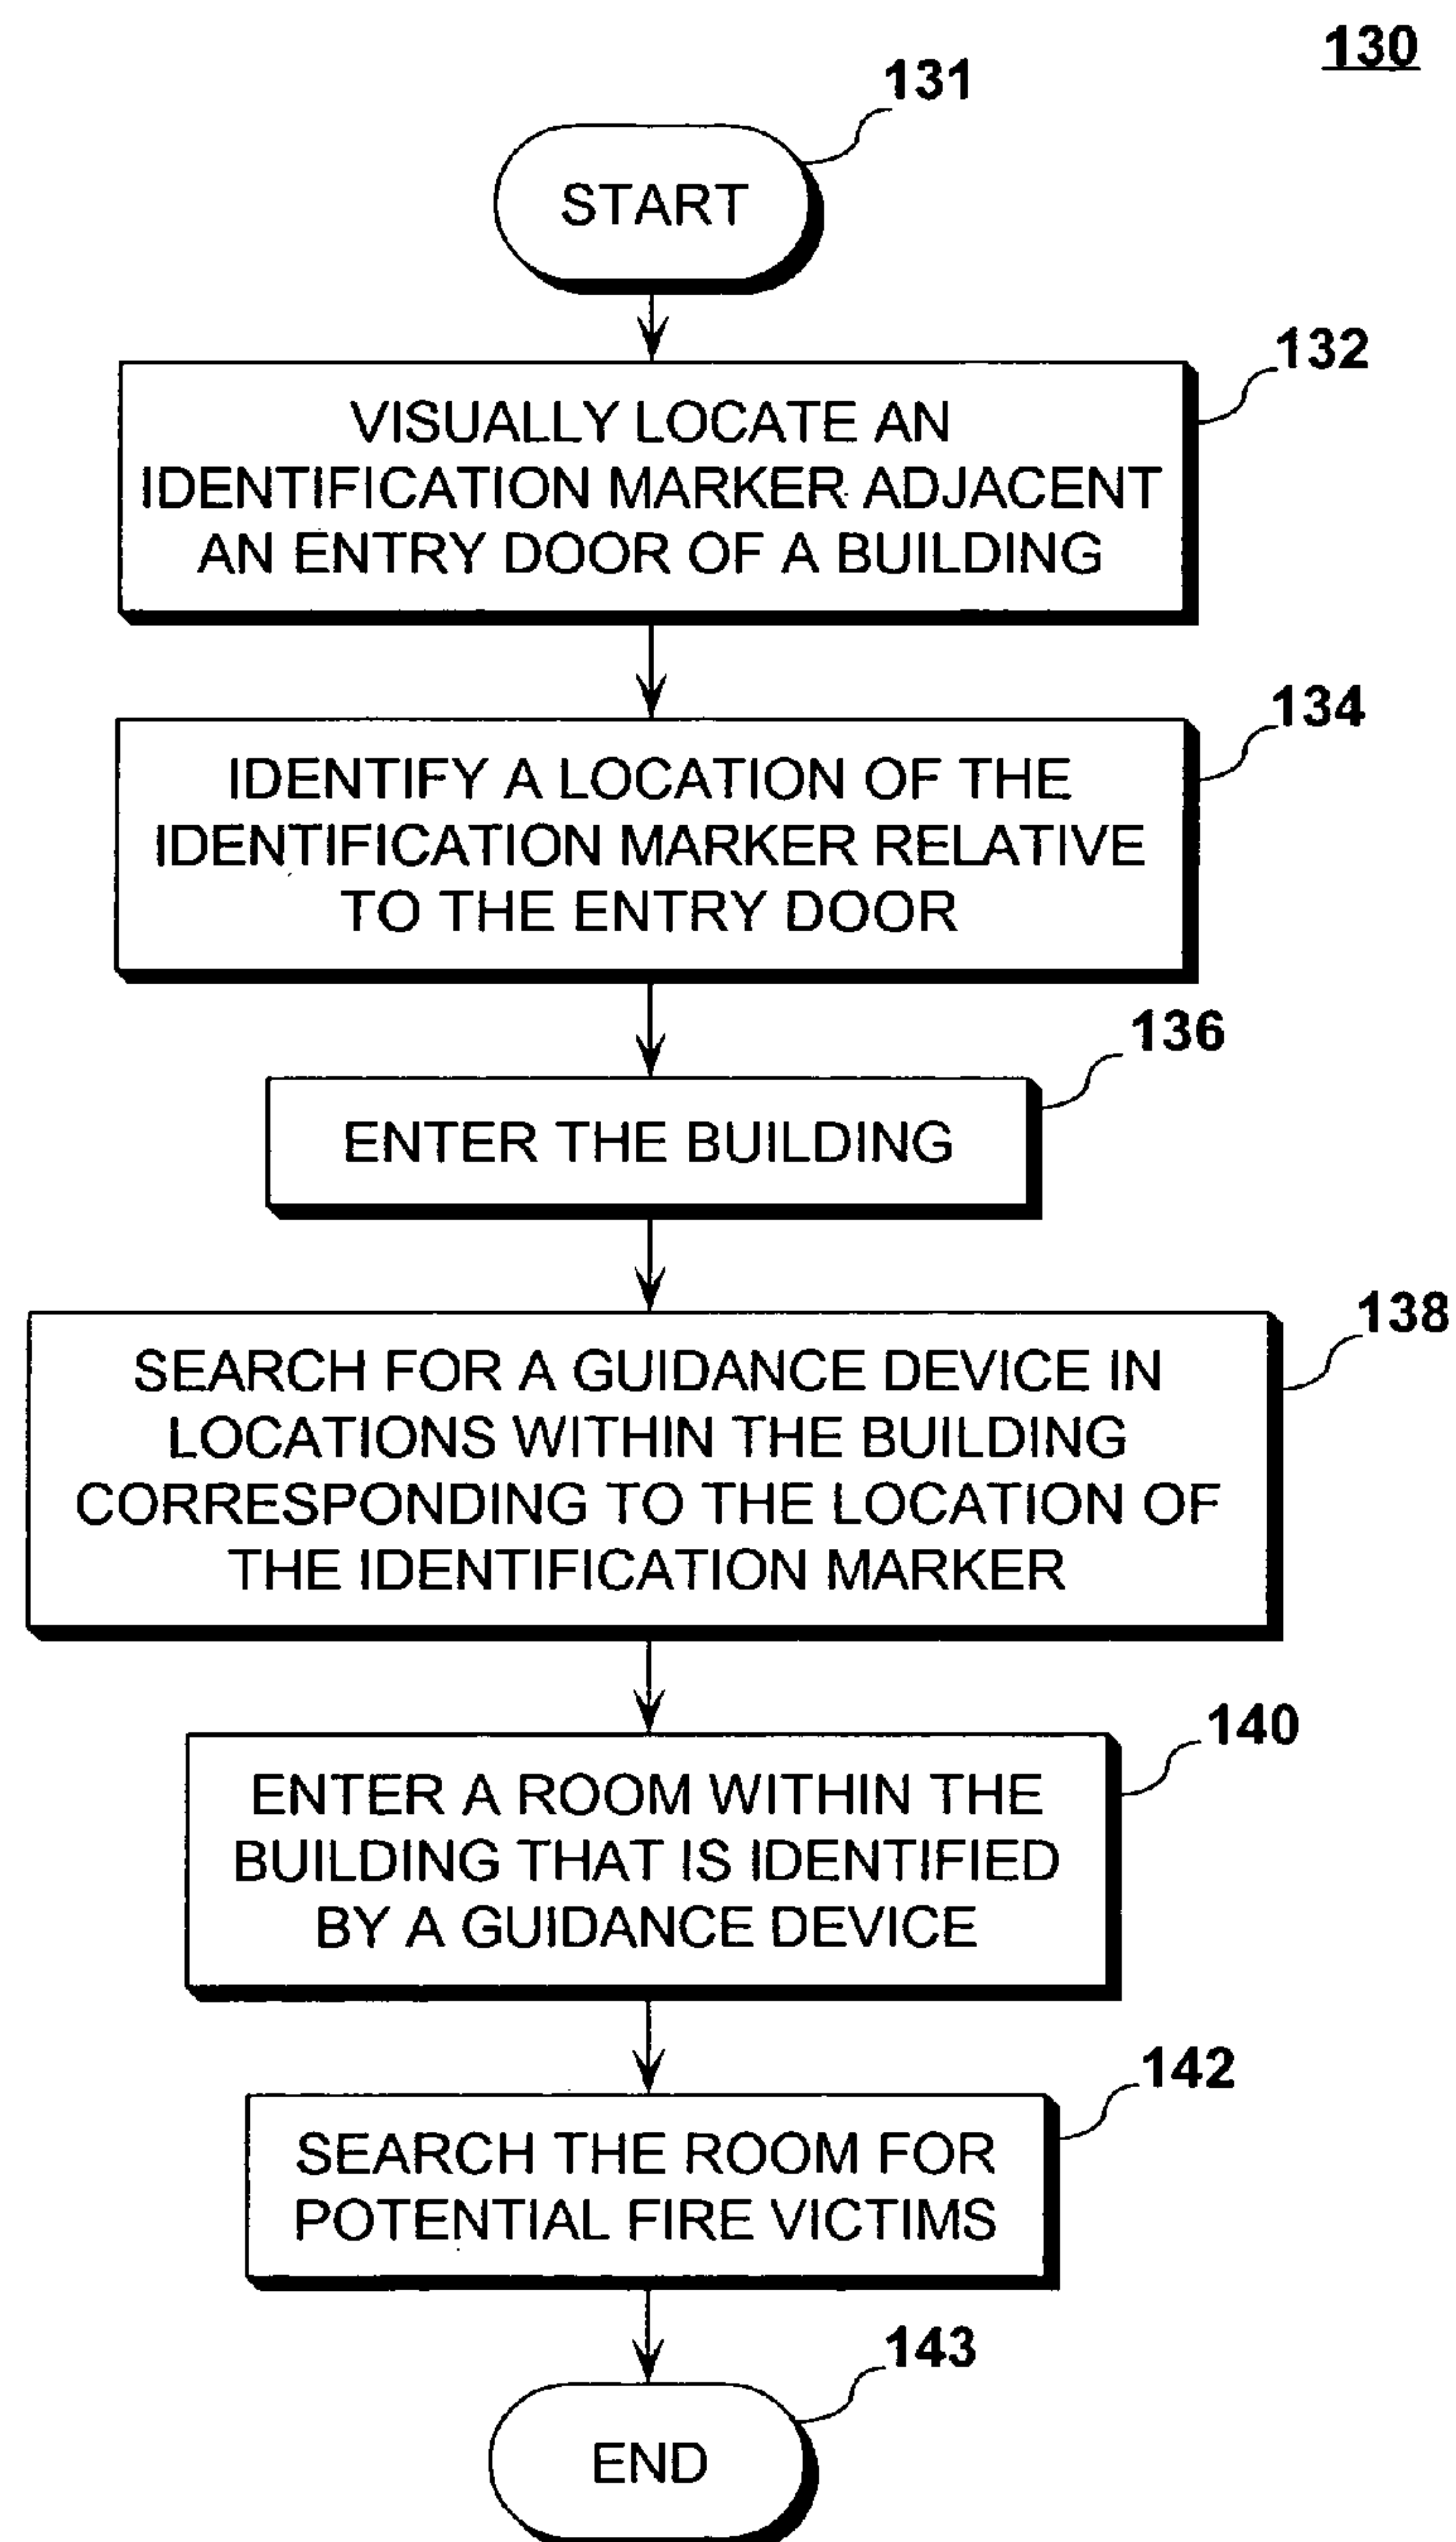 130
131
START
132
VISUALLY LOCATE AN
IDENTIFICATION MARKER ADJACENT
AN ENTRY DOOR OF A BUILDING
134
IDENTIFY A LOCATION OF THE
IDENTIFICATION MARKER RELATIVE
TO THE ENTRY DOOR
136
ENTER THE BUILDING
138
SEARCH FOR A GUIDANCE DEVICE IN
LOCATIONS WITHIN THE BUILDING
CORRESPONDING TO THE LOCATION OF
THE IDENTIFICATION MARKER
140
ENTER A ROOM WITHIN THE
BUILDING THAT IS IDENTIFIED
BY A GUIDANCE DEVICE
142
SEARCH THE ROOM FOR
POTENTIAL FIRE VICTIMS
143
END